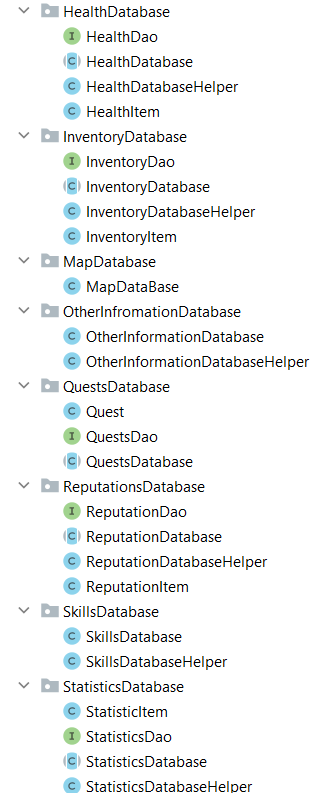 HealthDatabase
I HealthDao
C HealthDatabase
C HealthDatabaseHelper
C HealthItem
InventoryDatabase
I InventoryDao
C InventoryDatabase
C InventoryDatabaseHelper
C InventoryItem
MapDatabase
C MapDataBase
OtherInfromationDatabase
C OtherInformationDatabase
C OtherInformationDatabaseHelper
QuestsDatabase
C Quest
I QuestsDao
C QuestsDatabase
ReputationsDatabase
I ReputationDao
C ReputationDatabase
C ReputationDatabaseHelper
C ReputationItem
SkillsDatabase
C SkillsDatabase
C SkillsDatabaseHelper
StatisticsDatabase
C StatisticItem
I StatisticsDao
C StatisticsDatabase
C StatisticsDatabaseHelper